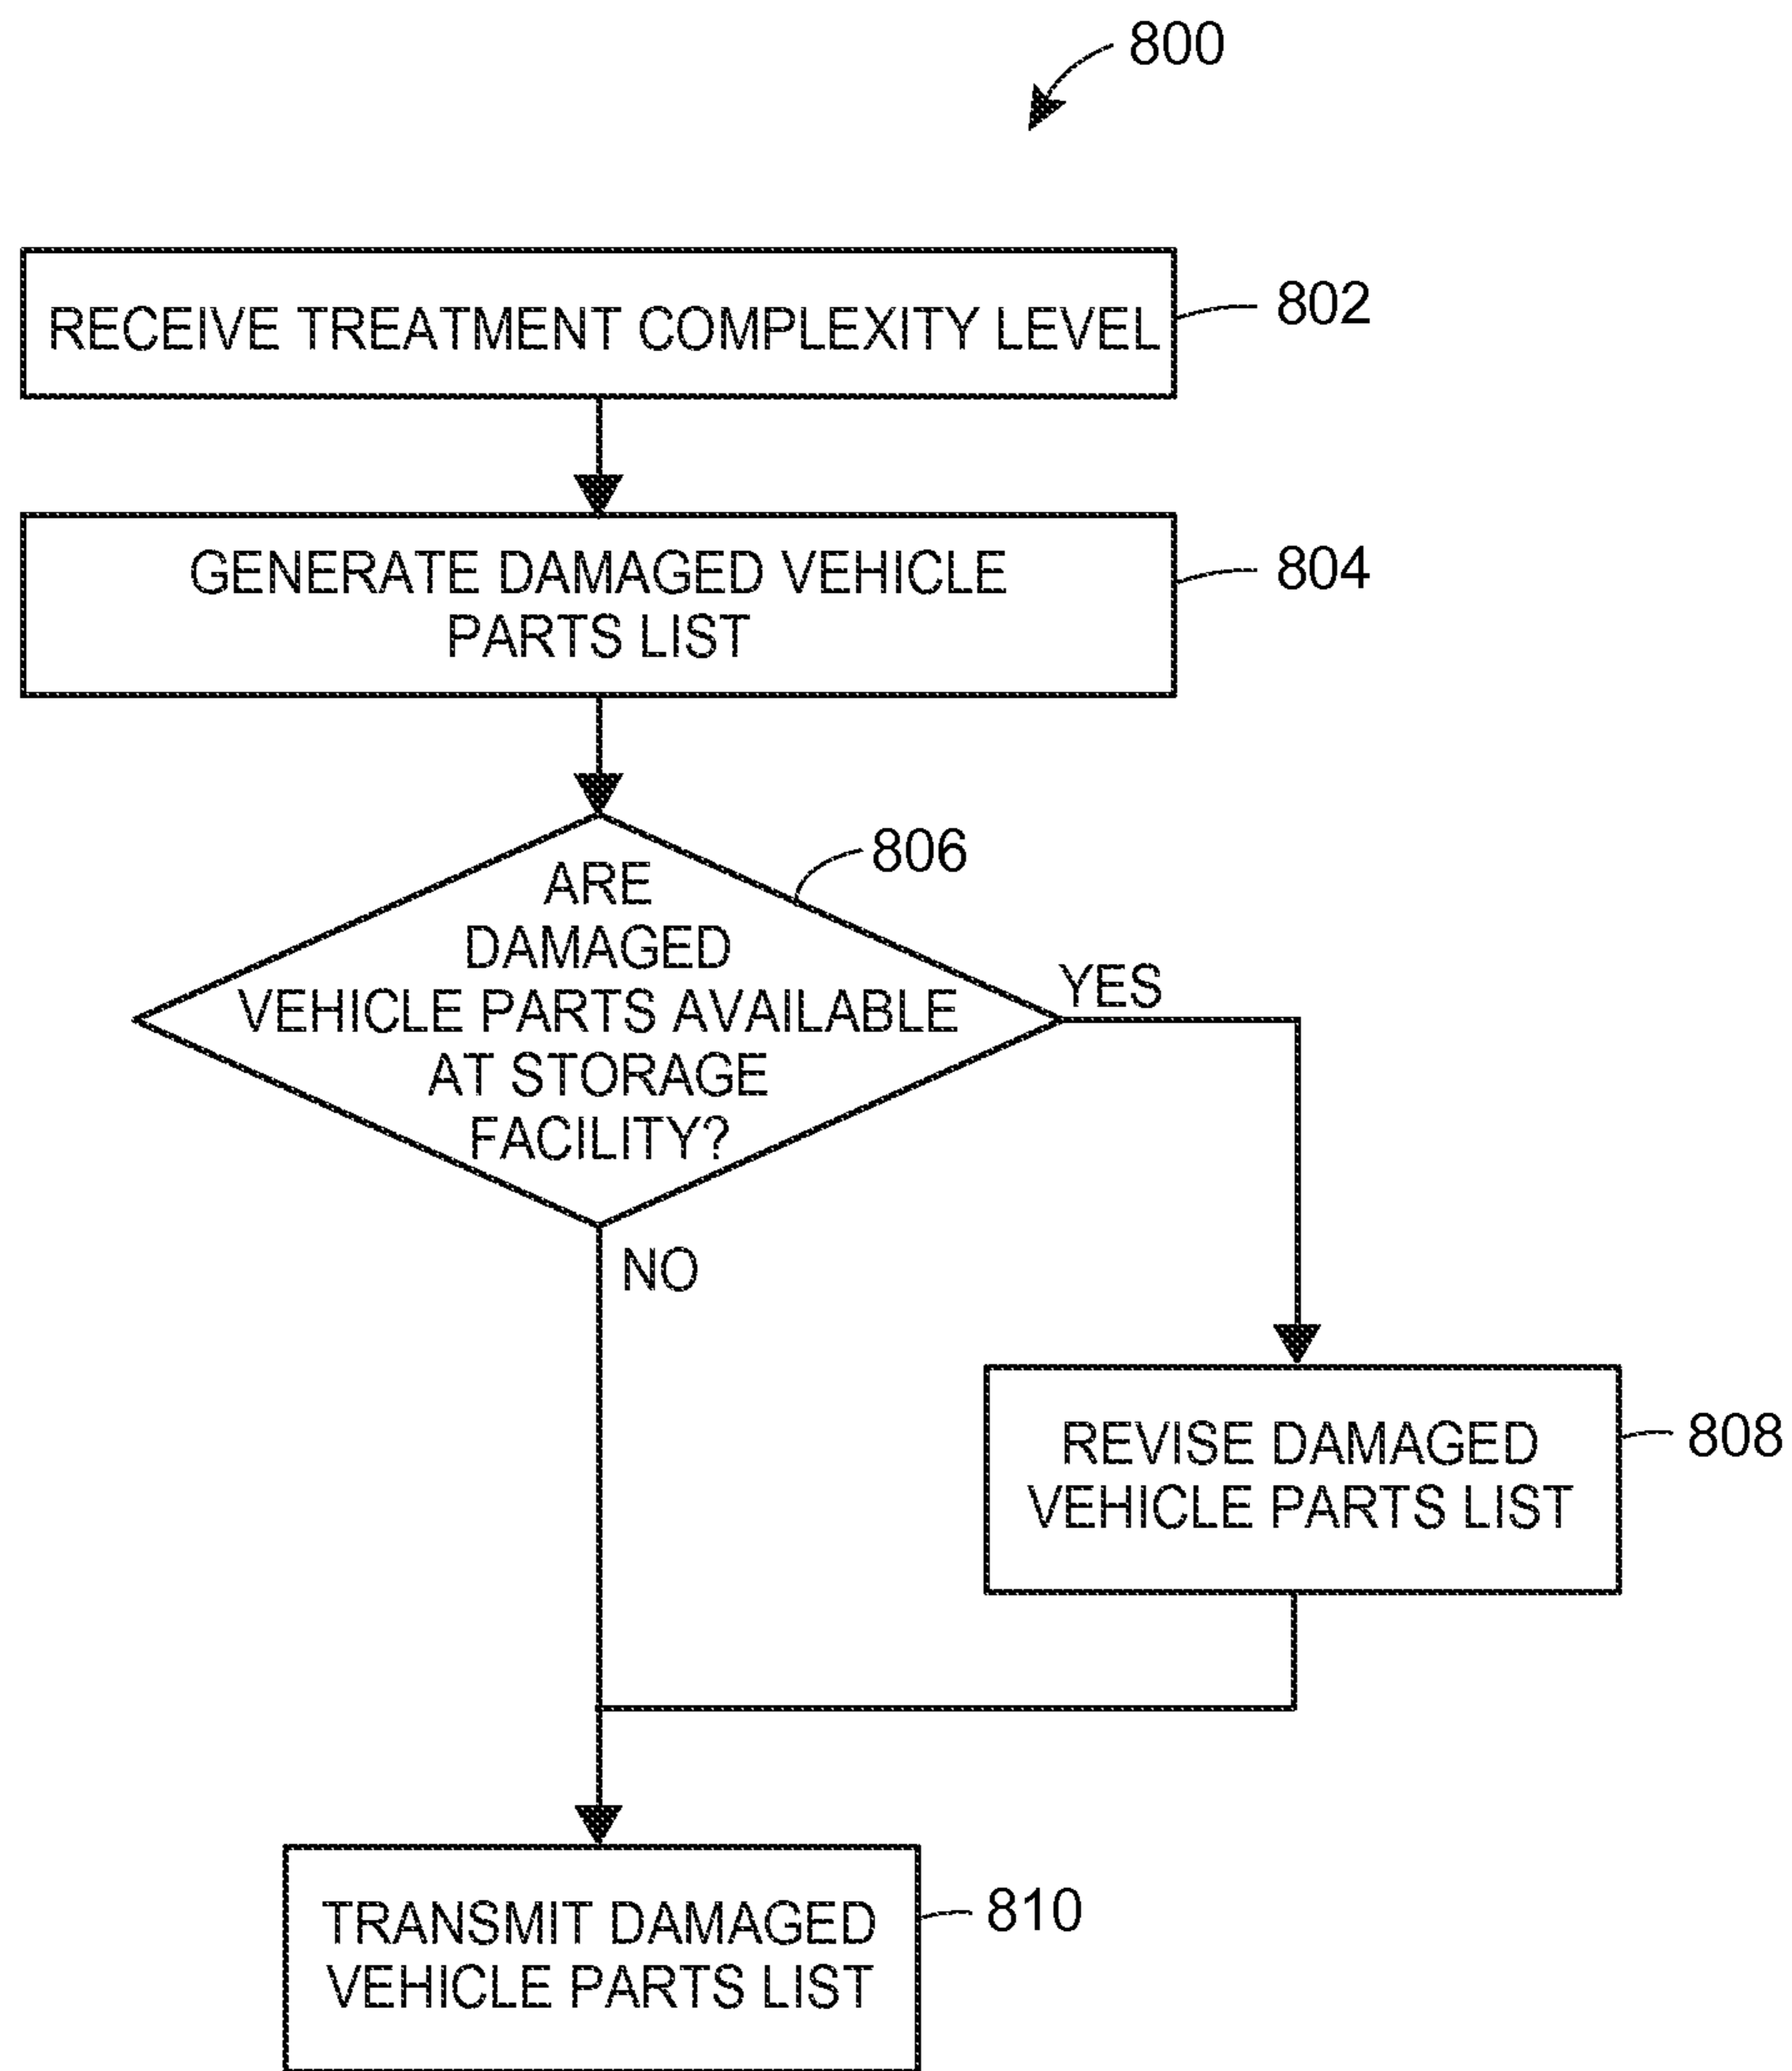 800
RECEIVE TREATMENT COMPLEXITY LEVEL
802
GENERATE DAMAGED VEHICLE
PARTS LIST
804
806
ARE
DAMAGED
VEHICLE PARTS AVAILABLE
AT STORAGE
FACILITY?
YES
NO
REVISE DAMAGED
VEHICLE PARTS LIST
808
TRANSMIT DAMAGED
VEHICLE PARTS LIST
810